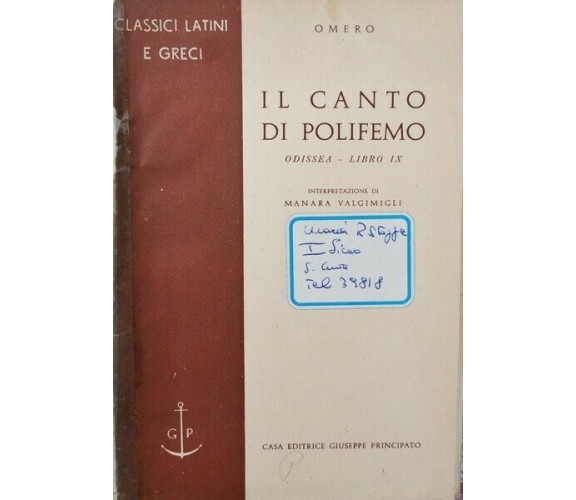 CLASSICI LATINI
E GRECI
OMERO
IL CANTO
DI POLIFEMO
ODISSEA - LIBRO IX
INTERPRETAZIONE DI
MANARA VALGIMIGLI
I Liceo
S.
Tel 39818
G P
CASA EDITRICE GIUSEPPE PRINCIPATO